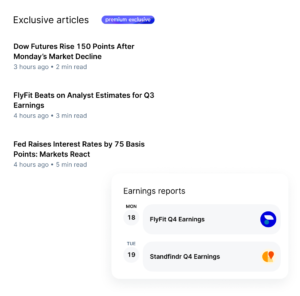 Exclusive articles premium exclusive
Dow Futures Rise 150 Points After
Monday's Market Decline
3 hours ago • 2 min read
FlyFit Beats on Analyst Estimates for Q3
Earnings
4 hours ago • 3 min read
Fed Raises Interest Rates by 75 Basis
Points: Markets React
4 hours ago • 5 min read
Earnings reports
MON
18 FlyFit Q4 Earnings
TUE
19 Standfindr Q4 Earnings